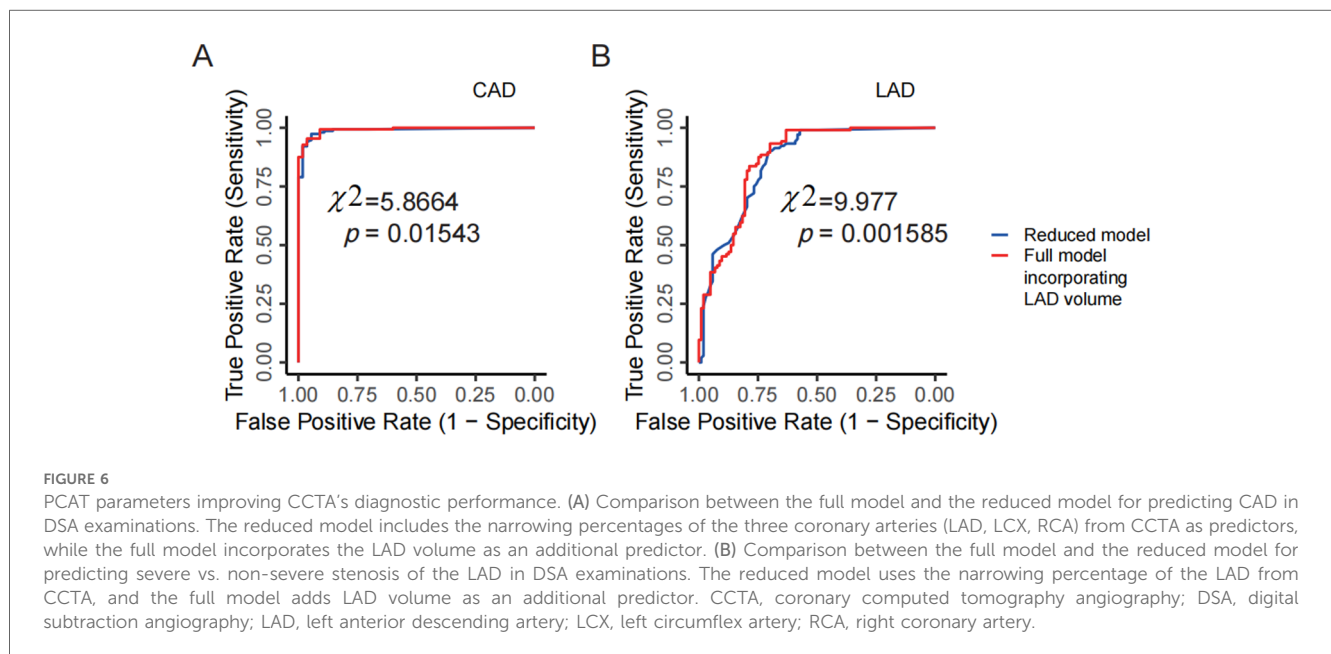 A
CAD
True Positive Rate (Sensitivity)
1.00
0.75
0.50
0.25
0.00
χ2=5.8664
p = 0.01543
1.00 0.75 0.50 0.25 0.00
False Positive Rate (1 − Specificity)
B
LAD
True Positive Rate (Sensitivity)
1.00
0.75
0.50
0.25
0.00
χ2=9.977
p = 0.001585
1.00 0.75 0.50 0.25 0.00
False Positive Rate (1 − Specificity)
Reduced model
Full model
incorporating
LAD volume
FIGURE 6
PCAT parameters improving CCTA's diagnostic performance. (A) Comparison between the full model and the reduced model for predicting CAD in
DSA examinations. The reduced model includes the narrowing percentages of the three coronary arteries (LAD, LCX, RCA) from CCTA as predictors,
while the full model incorporates the LAD volume as an additional predictor. (B) Comparison between the full model and the reduced model for
predicting severe vs. non-severe stenosis of the LAD in DSA examinations. The reduced model uses the narrowing percentage of the LAD from
CCTA, and the full model adds LAD volume as an additional predictor. CCTA, coronary computed tomography angiography; DSA, digital
subtraction angiography; LAD, left anterior descending artery; LCX, left circumflex artery; RCA, right coronary artery.